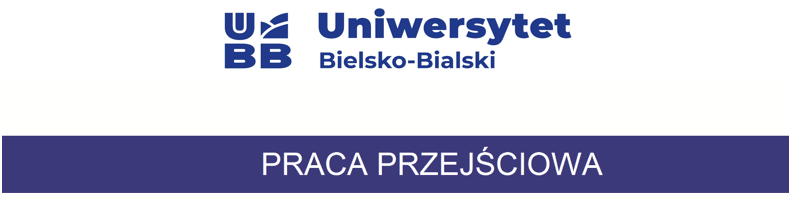 UBB
Uniwersytet
Bielsko-Bialski
PRACA PRZEJŚCIOWA